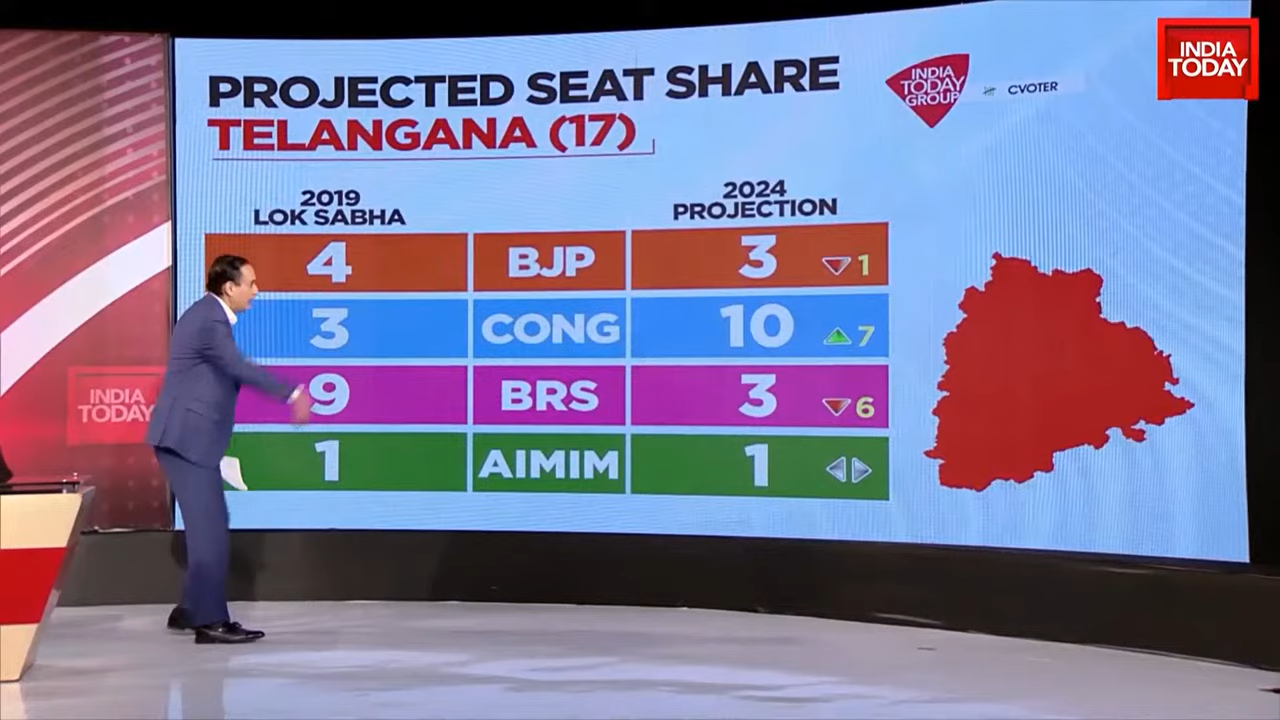 PROJECTED SEAT SHARE
TELANGANA (17)
INDIA
TODAY
GROUP
CVOTER
INDIA
TODAY
2019
LOK SABHA
2024
PROJECTION
4 BJP 3 1
3 CONG 10 7
9 BRS 3 6
1 AIMIM 1
INDIA
TODAY